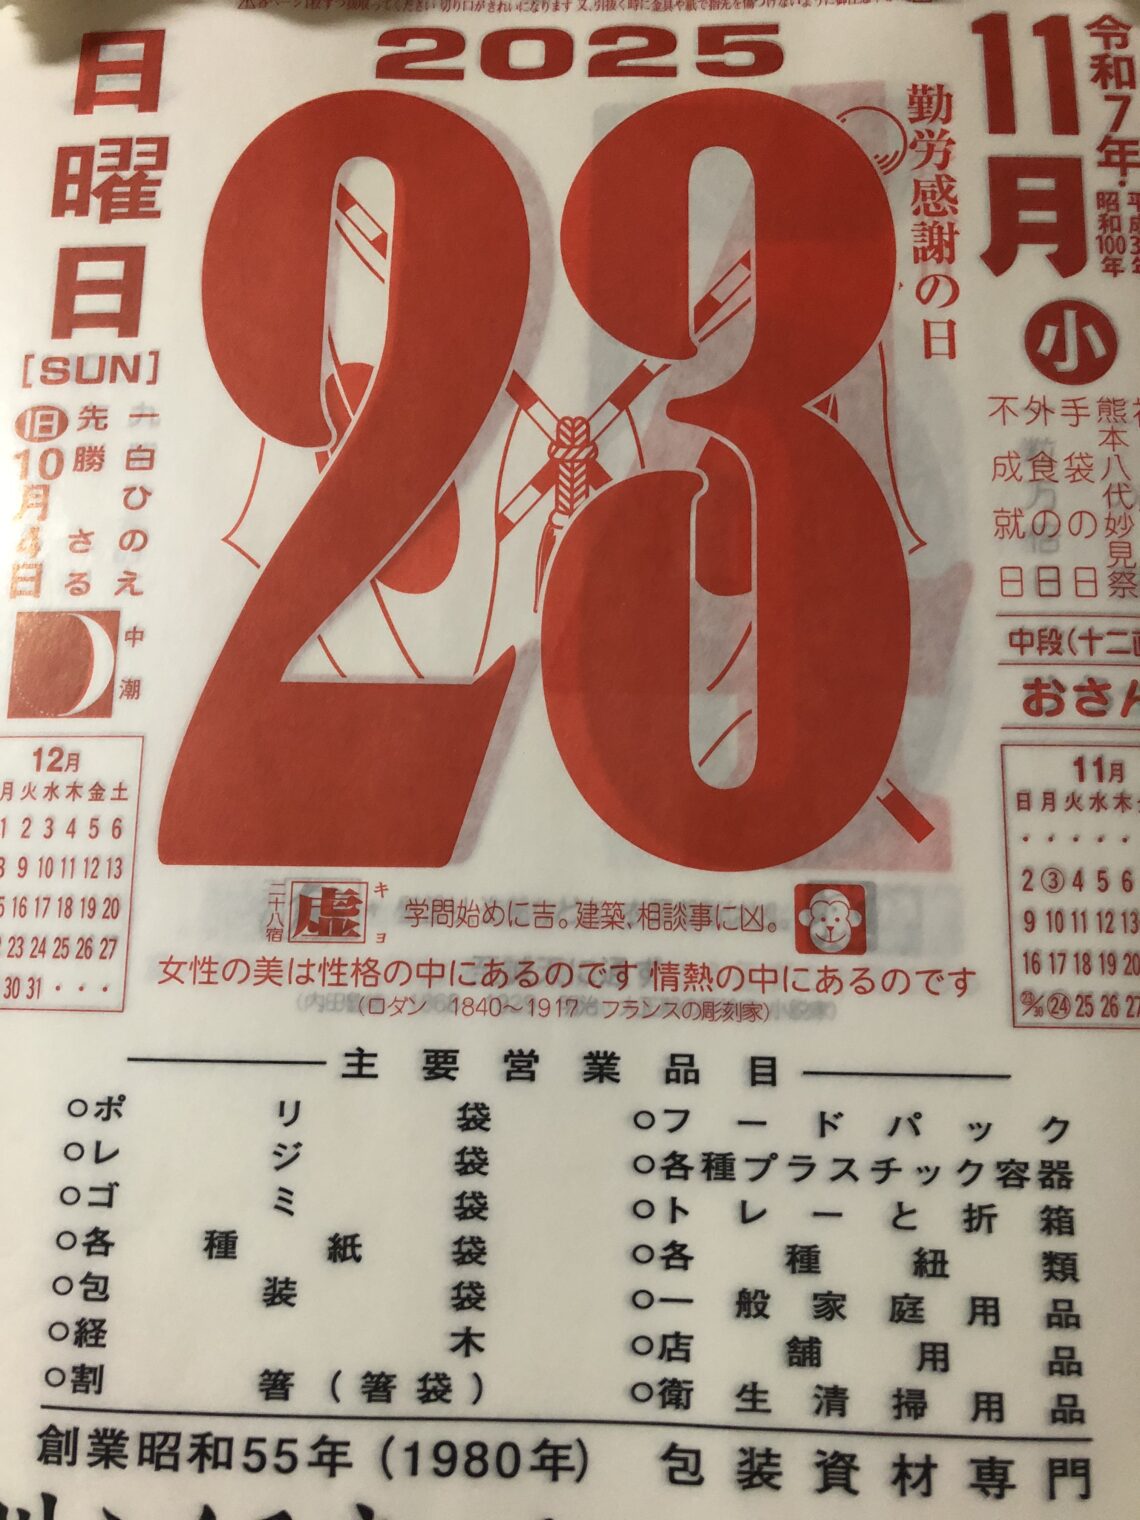 2025
11月
令和7年・
昭和100年
小
勤労感謝の日
日曜日
[SUN]
23
旧10月4日
先勝
さる
一白ひのえ
中潮
不成就日
外食の日
手袋の日
熊本八代妙見祭
中段(十二直
おさん
12月
月火水木金土
1 2 3 4 5 6
8 9 10 11 12 13
15 16 17 18 19 20
22 23 24 25 26 27
29 30 31・・・
11月
日月火水木
・・・・・
2 ③ 4 5 6
9 10 11 12 13
16 17 18 19 20
23/30 ㉔ 25 26 27
二十八宿
虚
キョ
学問始めに吉。建築、相談事に凶。
女性の美は性格の中にあるのです 情熱の中にあるのです
(ロダン 1840〜1917 フランスの彫刻家)
主要営業品目
○ポリ袋
○レジ袋
○ゴミ袋
○各種紙袋
○包装袋
○経木
○割箸(箸袋)
○フードパック
○各種プラスチック容器
○トレーと折箱
○各種紐類
○一般家庭用品
○店舗用品
○衛生清掃用品
創業昭和55年(1980年) 包装資材専門